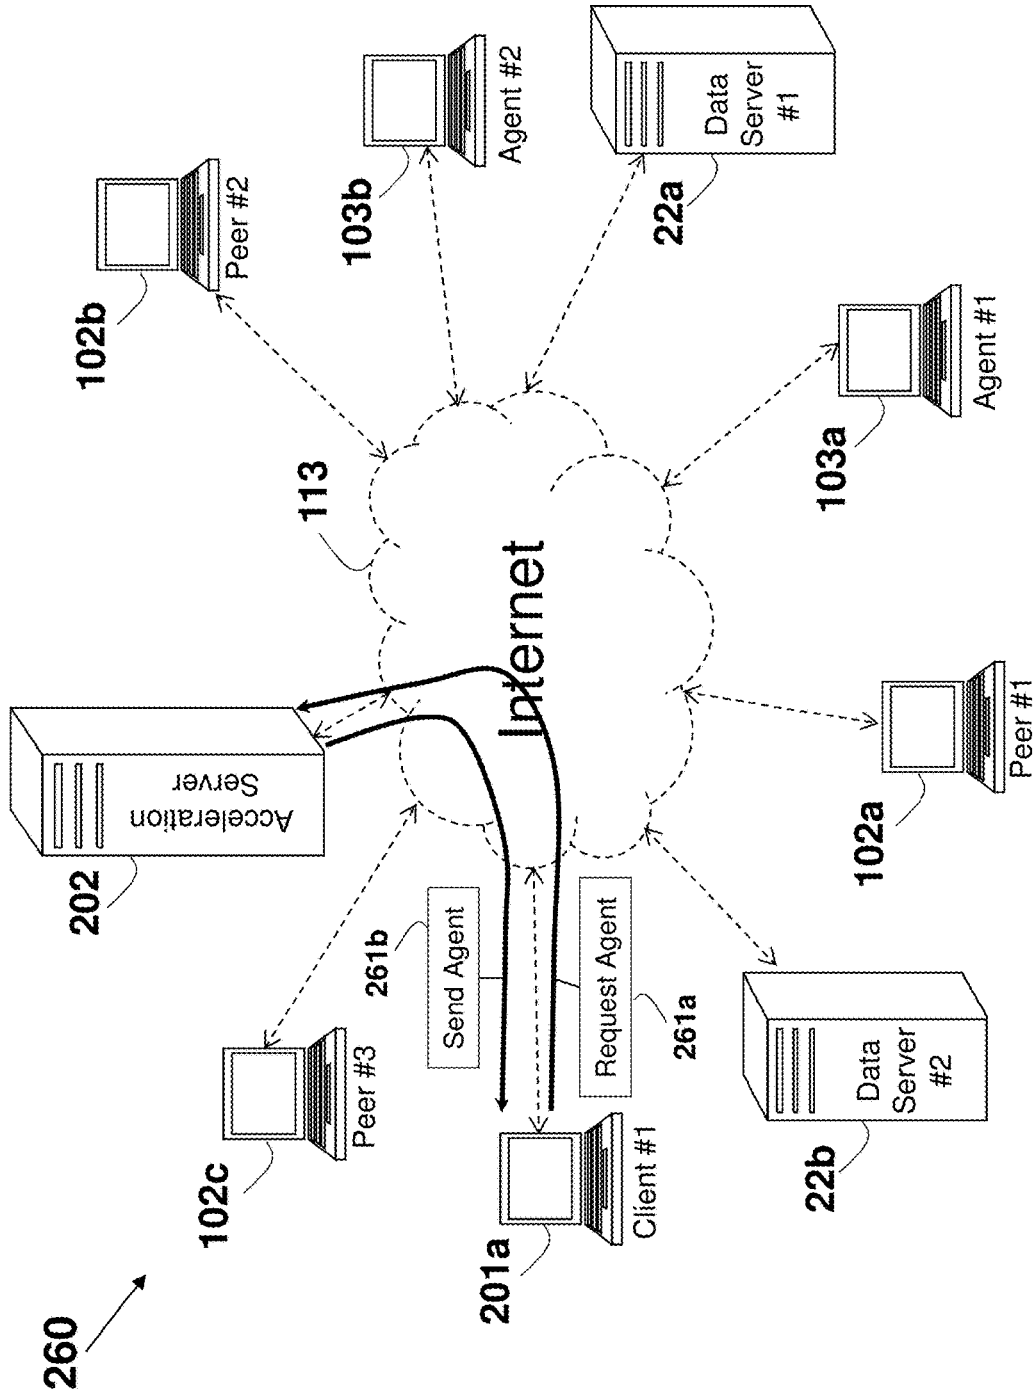 260
102c
Peer #3
202
Acceleration
Server
113
102b
Peer #2
103b
Agent #2
Data
Server
#1
22a
Agent #1
103a
Internet
Peer #1
102a
Data
Server
#2
22b
Client #1
201a
261b
Send Agent
Request Agent
261a